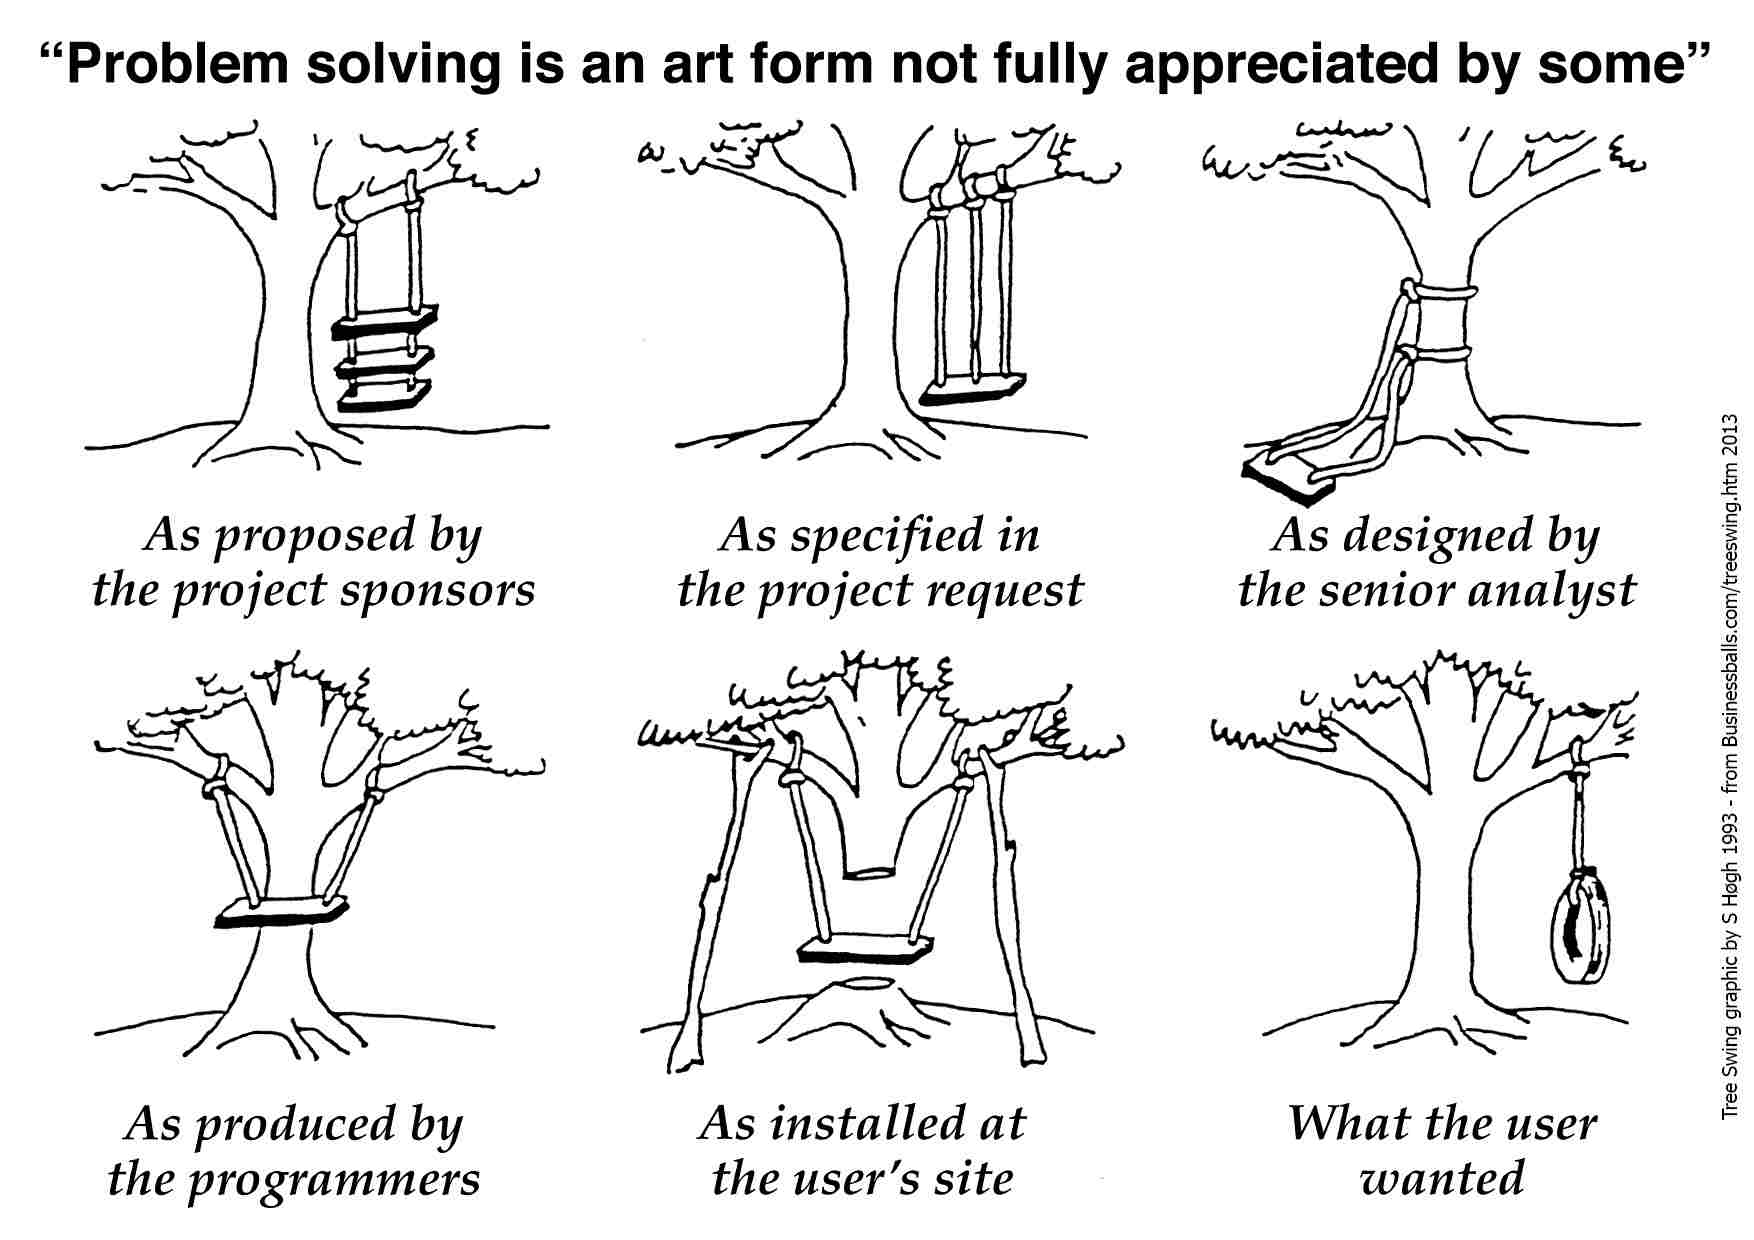 “Problem solving is an art form not fully appreciated by some”
As proposed by
the project sponsors
As specified in
the project request
As designed by
the senior analyst
As produced by
the programmers
As installed at
the user’s site
What the user
wanted
Tree Swing graphic by S Høgh 1993 - from Businessballs.com/treeswing.htm 2013